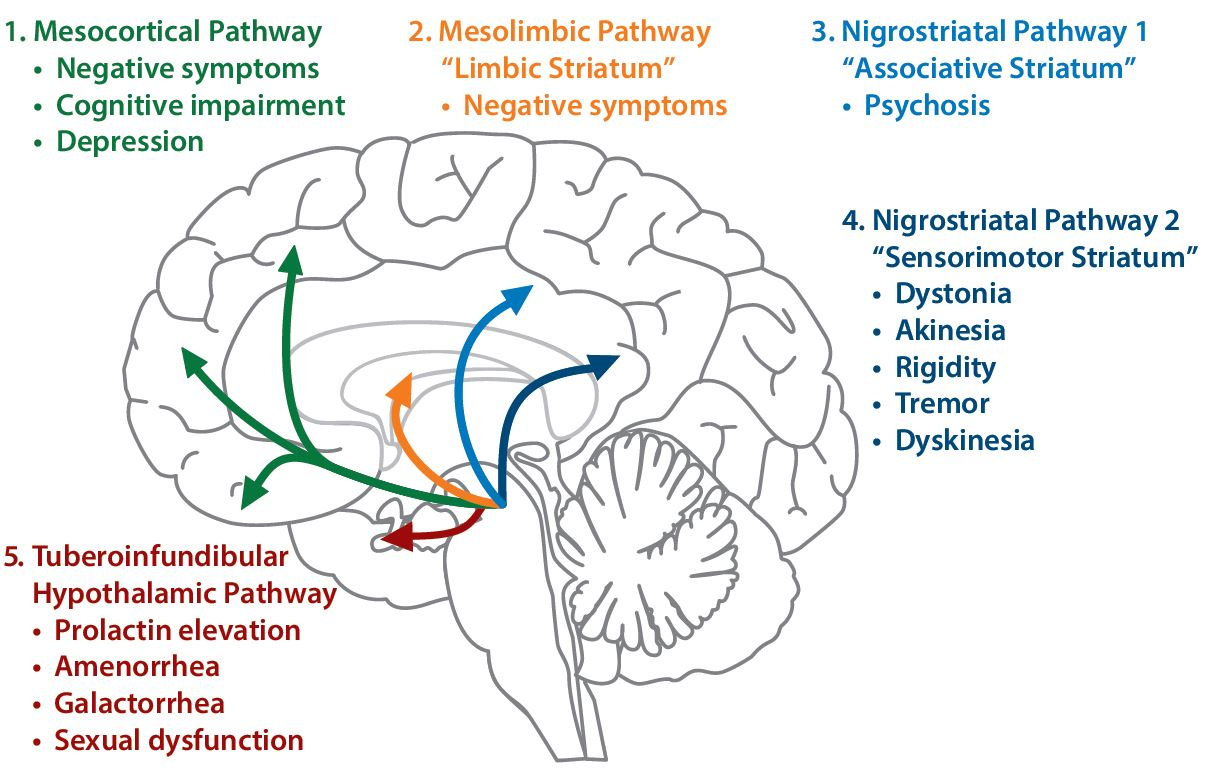 1. Mesocortical Pathway
• Negative symptoms
• Cognitive impairment
• Depression
2. Mesolimbic Pathway
“Limbic Striatum”
• Negative symptoms
3. Nigrostriatal Pathway 1
“Associative Striatum”
• Psychosis
4. Nigrostriatal Pathway 2
“Sensorimotor Striatum”
• Dystonia
• Akinesia
• Rigidity
• Tremor
• Dyskinesia
5. Tuberoinfundibular
Hypothalamic Pathway
• Prolactin elevation
• Amenorrhea
• Galactorrhea
• Sexual dysfunction